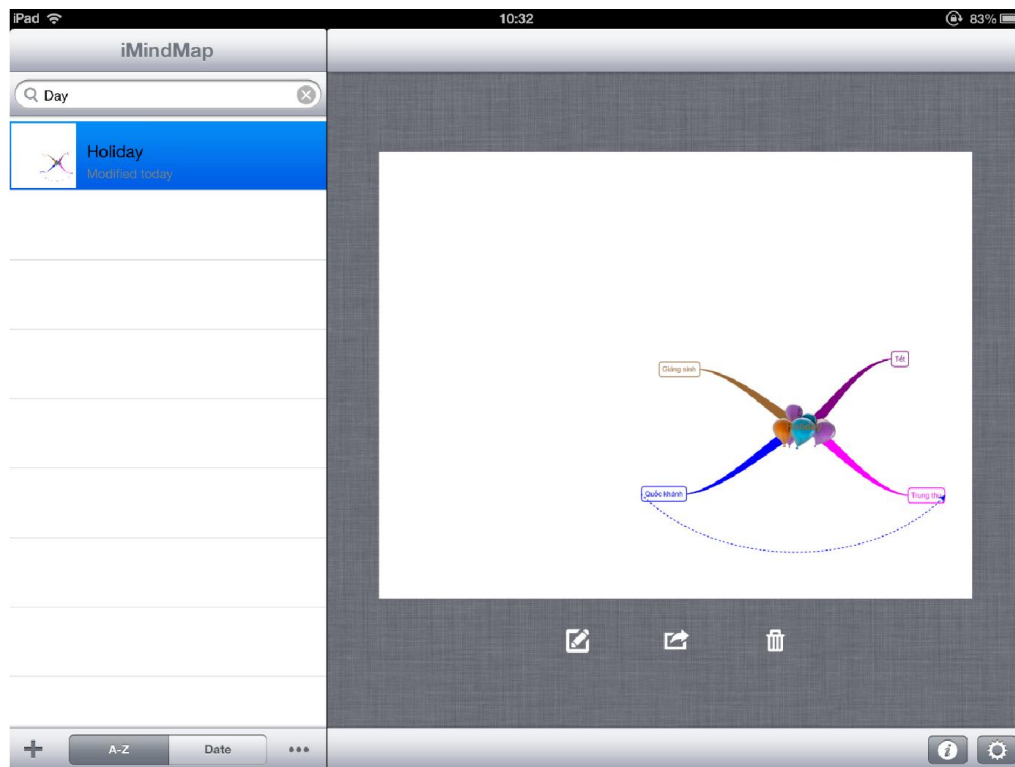 iPad
10:32
83%
iMindMap
Day
Holiday
Modified today
Giáng sinh
Tết
Quốc khánh
Trung thu
A-Z
Date